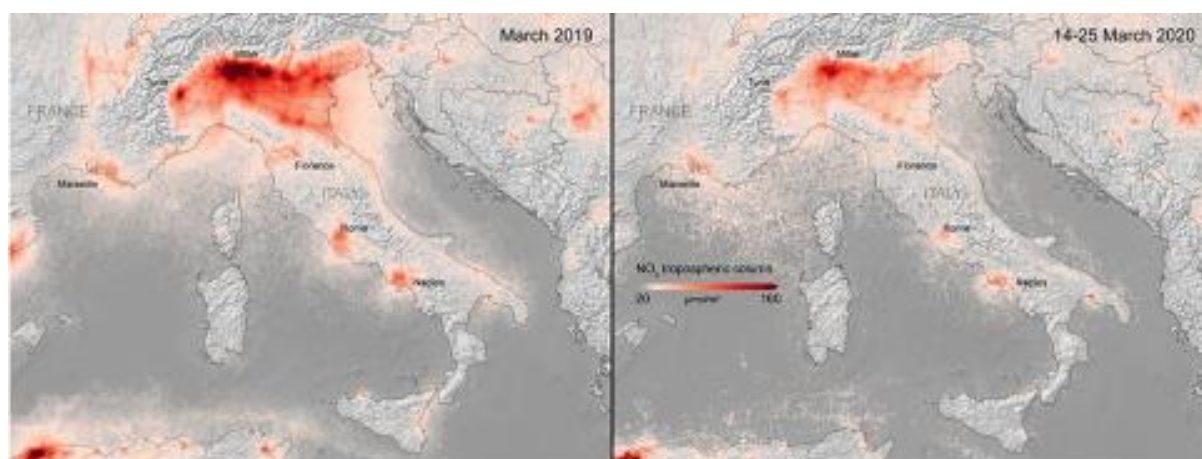 March 2019
Milan
Turin
FRANCE
Marseille
Florence
ITALY
Rome
Naples
14-25 March 2020
Milan
Turin
FRANCE
Marseille
Florence
ITALY
Rome
NO₂ tropospheric column
Naples
20 µmol/m² 160